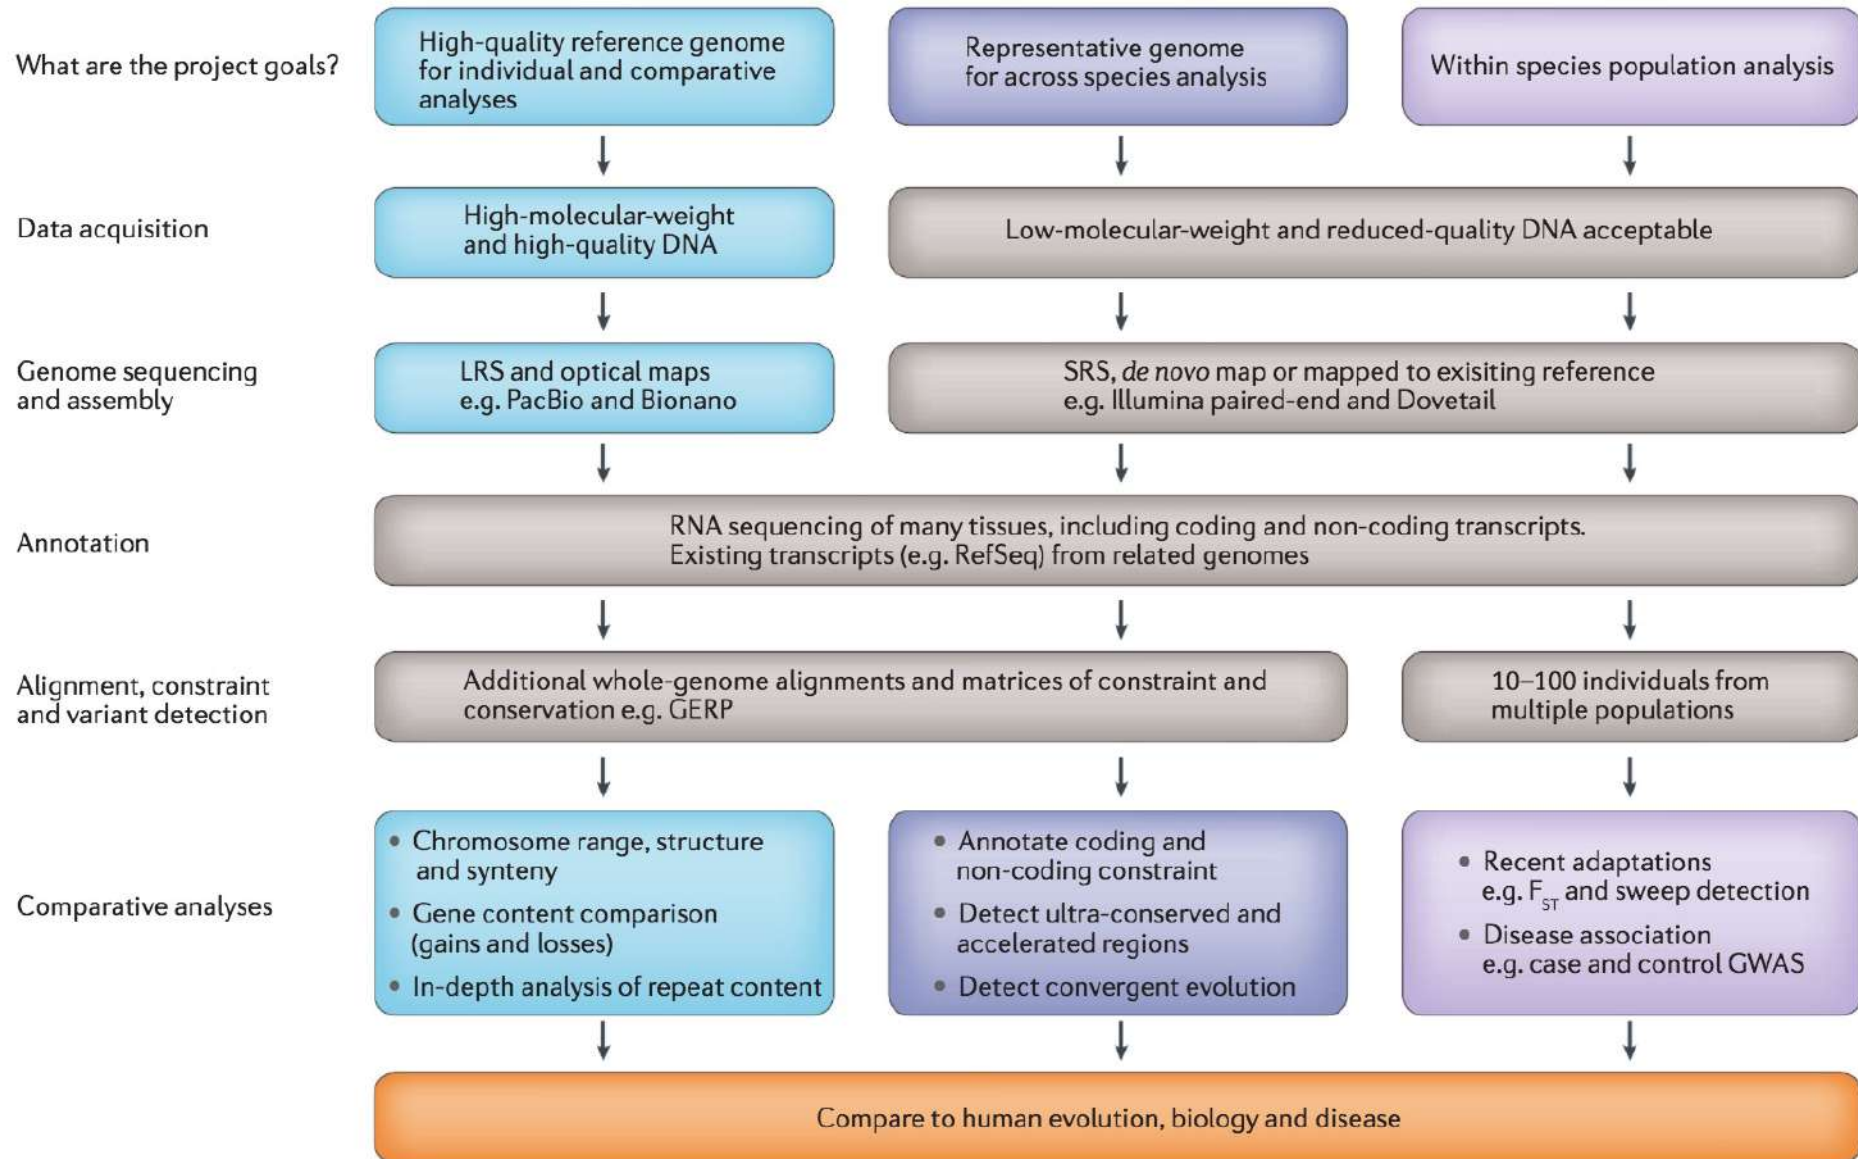 What are the project goals?
High-quality reference genome
for individual and comparative
analyses
Representative genome
for across species analysis
Within species population analysis
Data acquisition
High-molecular-weight
and high-quality DNA
Low-molecular-weight and reduced-quality DNA acceptable
Genome sequencing
and assembly
LRS and optical maps
e.g. PacBio and Bionano
SRS, de novo map or mapped to exisiting reference
e.g. Illumina paired-end and Dovetail
Annotation
RNA sequencing of many tissues, including coding and non-coding transcripts.
Existing transcripts (e.g. RefSeq) from related genomes
Alignment, constraint
and variant detection
Additional whole-genome alignments and matrices of constraint and
conservation e.g. GERP
10–100 individuals from
multiple populations
Comparative analyses
• Chromosome range, structure
and synteny
• Gene content comparison
(gains and losses)
• In-depth analysis of repeat content
• Annotate coding and
non-coding constraint
• Detect ultra-conserved and
accelerated regions
• Detect convergent evolution
• Recent adaptations
e.g. FST and sweep detection
• Disease association
e.g. case and control GWAS
Compare to human evolution, biology and disease